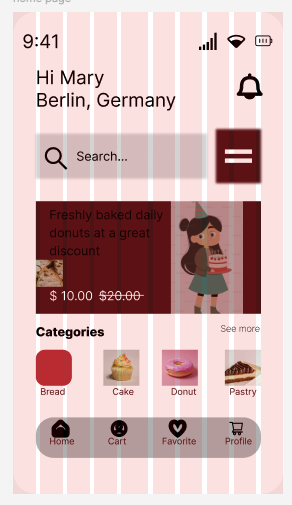 home page
9:41
Hi Mary
Berlin, Germany
Search...
Freshly baked daily
donuts at a great
discount
$ 10.00 $20.00
Categories
See more
Bread
Cake
Donut
Pastry
Home
Cart
Favorite
Profile